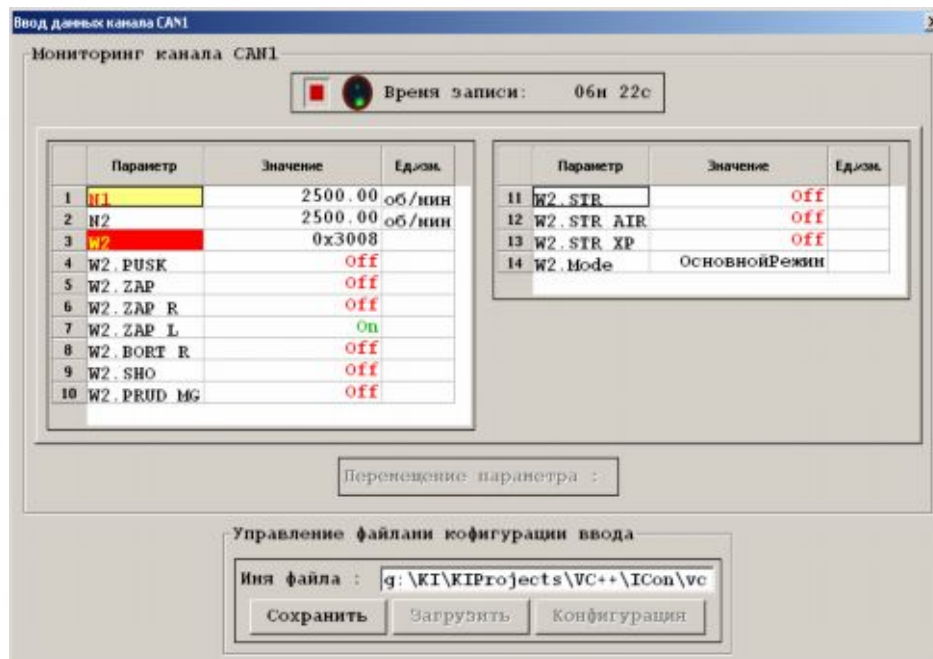 Ввод данных канала CAN1
Мониторинг канала CAN1
Время записи: 06м 22с
Параметр Значение Ед.изм.
1 N1 2500.00 об/мин
2 N2 2500.00 об/мин
3 W2 0x3008
4 W2.PUSK Off
5 W2.ZAP Off
6 W2.ZAP R Off
7 W2.ZAP L On
8 W2.BORT R Off
9 W2.SHO Off
10 W2.PRUD MG Off
Параметр Значение Ед.изм.
11 W2.STR Off
12 W2.STR AIR Off
13 W2.STR XP Off
14 W2.Mode ОсновнойРежим
Перемещение параметра :
Управление файлами кофигурации ввода
Имя файла : g:\KI\KIProjects\VC++\ICon\vc
Сохранить Загрузить Конфигурация